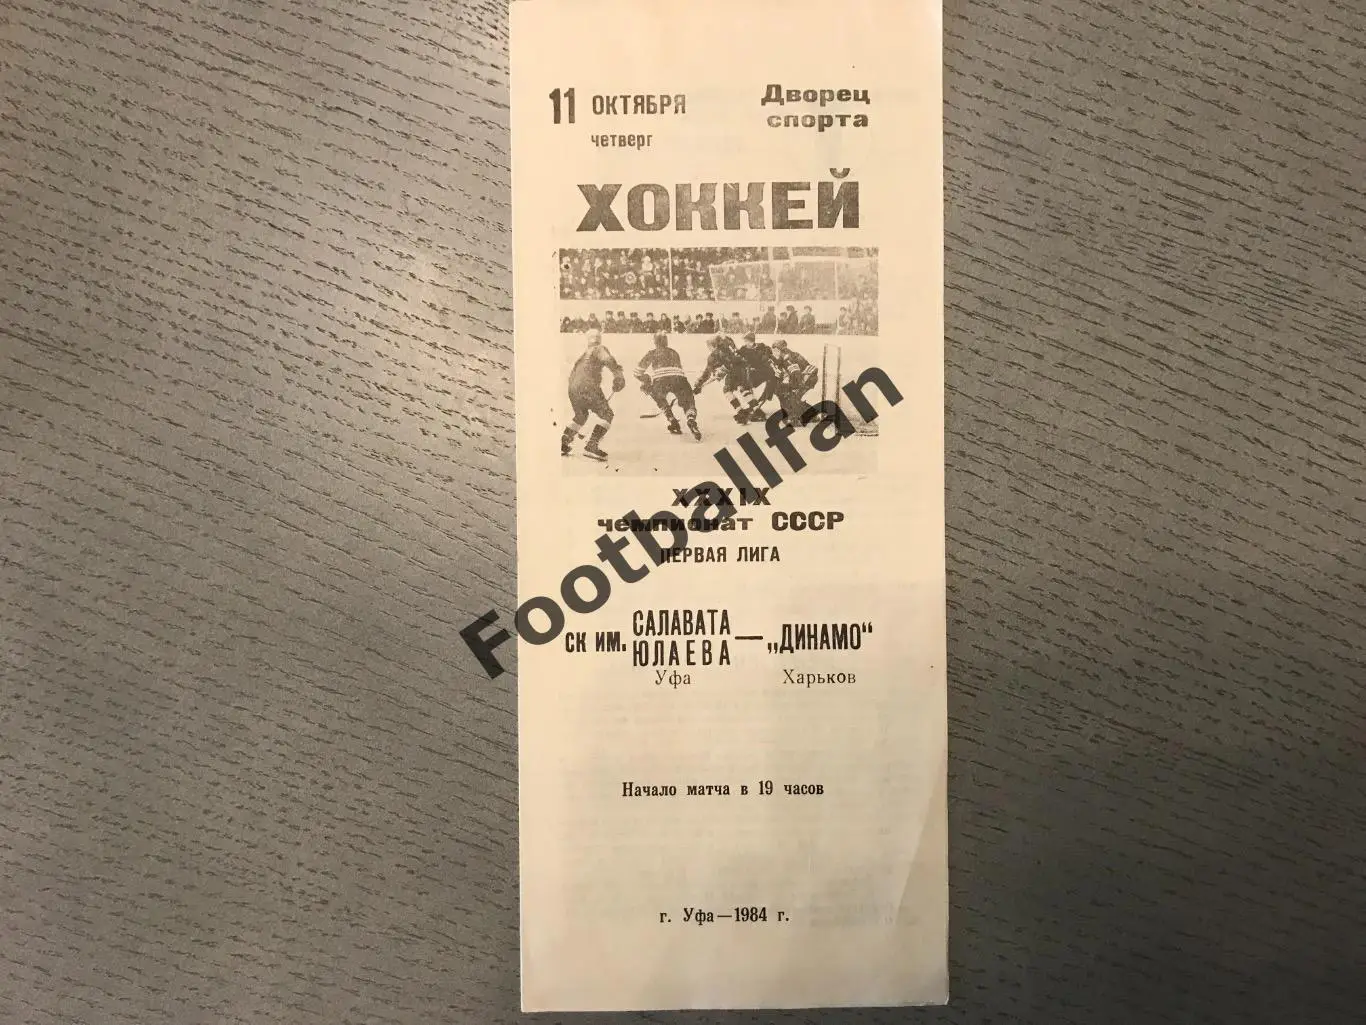 11 ОКТЯБРЯ
четверг
Дворец
спорта
ХОККЕЙ
XXXIX
чемпионат СССР
ПЕРВАЯ ЛИГА
СК ИМ. САЛАВАТА ЮЛАЕВА — „ДИНАМО"
Уфа Харьков
Начало матча в 19 часов
г. Уфа—1984 г.
Footballfan